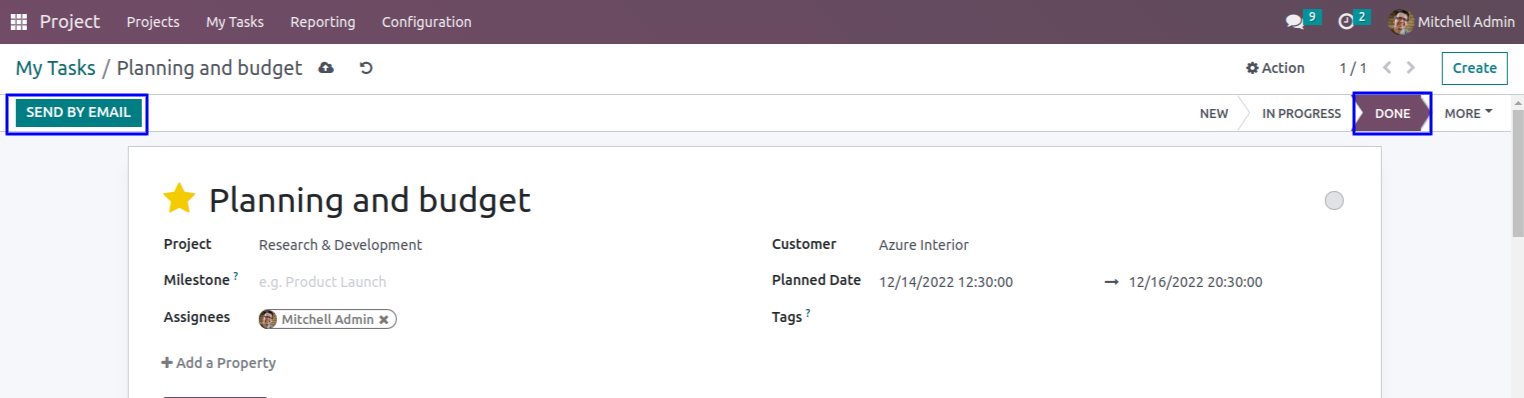 Project Projects My Tasks Reporting Configuration 9 2 Mitchell Admin
My Tasks / Planning and budget Action 1 / 1 Create
SEND BY EMAIL NEW IN PROGRESS DONE MORE
Planning and budget
Project Research & Development Customer Azure Interior
Milestone ? e.g. Product Launch Planned Date 12/14/2022 12:30:00 → 12/16/2022 20:30:00
Assignees Mitchell Admin ✖ Tags ?
+ Add a Property